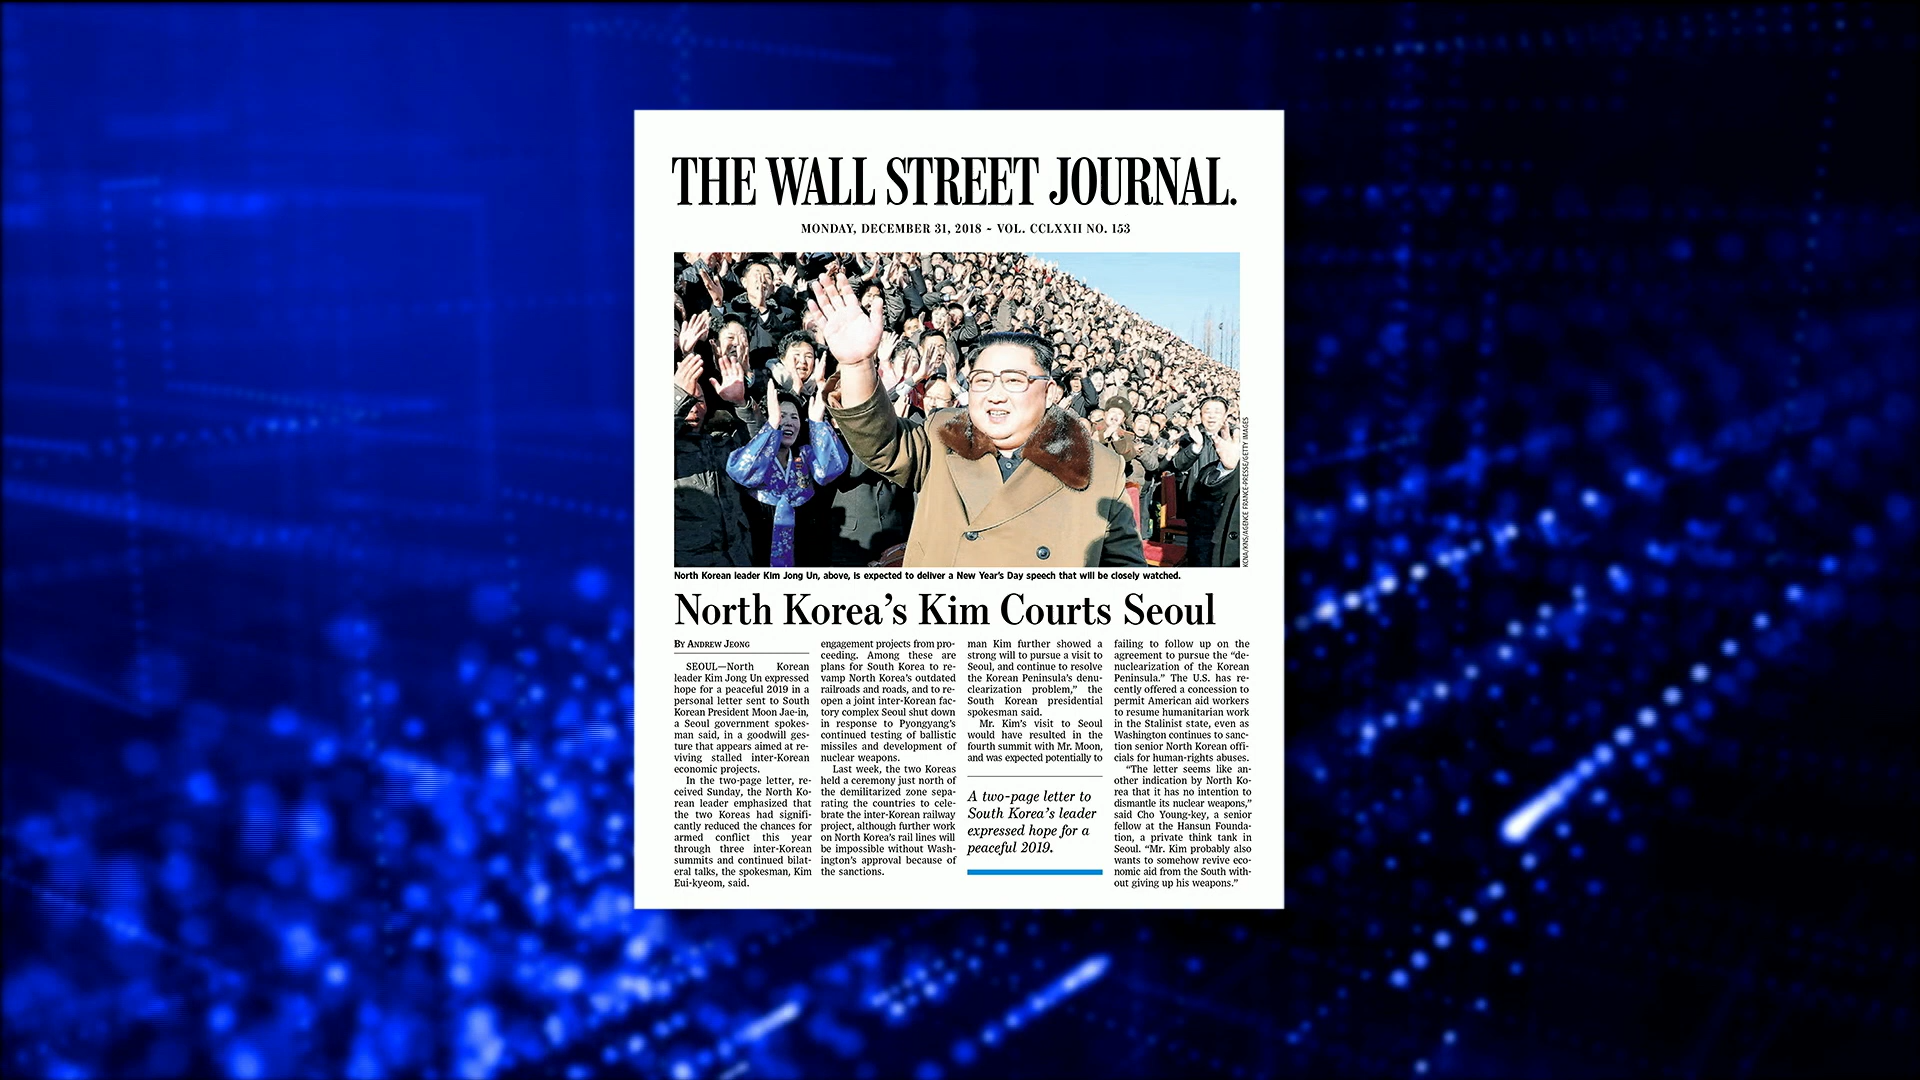 THE WALL STREET JOURNAL.
MONDAY, DECEMBER 31, 2018 ~ VOL. CCLXXII NO. 153
KCNA/KNS/AGENCE FRANCE-PRESSE/GETTY IMAGES
North Korean leader Kim Jong Un, above, is expected to deliver a New Year's Day speech that will be closely watched.
North Korea's Kim Courts Seoul
BY ANDREW JEONG
SEOUL—North Korean
leader Kim Jong Un expressed
hope for a peaceful 2019 in a
personal letter sent to South
Korean President Moon Jae-in,
a Seoul government spokes-
man said, in a goodwill ges-
ture that appears aimed at re-
viving stalled inter-Korean
economic projects.
In the two-page letter, re-
ceived Sunday, the North Ko-
rean leader emphasized that
the two Koreas had signifi-
cantly reduced the chances for
armed conflict this year
through three inter-Korean
summits and continued bilat-
eral talks, the spokesman, Kim
Eui-kyeom, said.
engagement projects from pro-
ceeding. Among these are
plans for South Korea to re-
vamp North Korea's outdated
railroads and roads, and to re-
open a joint inter-Korean fac-
tory complex Seoul shut down
in response to Pyongyang's
continued testing of ballistic
missiles and development of
nuclear weapons.
Last week, the two Koreas
held a ceremony just north of
the demilitarized zone sepa-
rating the countries to cele-
brate the inter-Korean railway
project, although further work
on North Korea's rail lines will
be impossible without Wash-
ington's approval because of
the sanctions.
man Kim further showed a
strong will to pursue a visit to
Seoul, and continue to resolve
the Korean Peninsula's denu-
clearization problem," the
South Korean presidential
spokesman said.
Mr. Kim's visit to Seoul
would have resulted in the
fourth summit with Mr. Moon,
and was expected potentially to
A two-page letter to
South Korea's leader
expressed hope for a
peaceful 2019.
failing to follow up on the
agreement to pursue the "de-
nuclearization of the Korean
Peninsula." The U.S. has re-
cently offered a concession to
permit American aid workers
to resume humanitarian work
in the Stalinist state, even as
Washington continues to sanc-
tion senior North Korean offi-
cials for human-rights abuses.
"The letter seems like an-
other indication by North Ko-
rea that it has no intention to
dismantle its nuclear weapons,"
said Cho Young-key, a senior
fellow at the Hansun Founda-
tion, a private think tank in
Seoul. "Mr. Kim probably also
wants to somehow revive eco-
nomic aid from the South with-
out giving up his weapons."